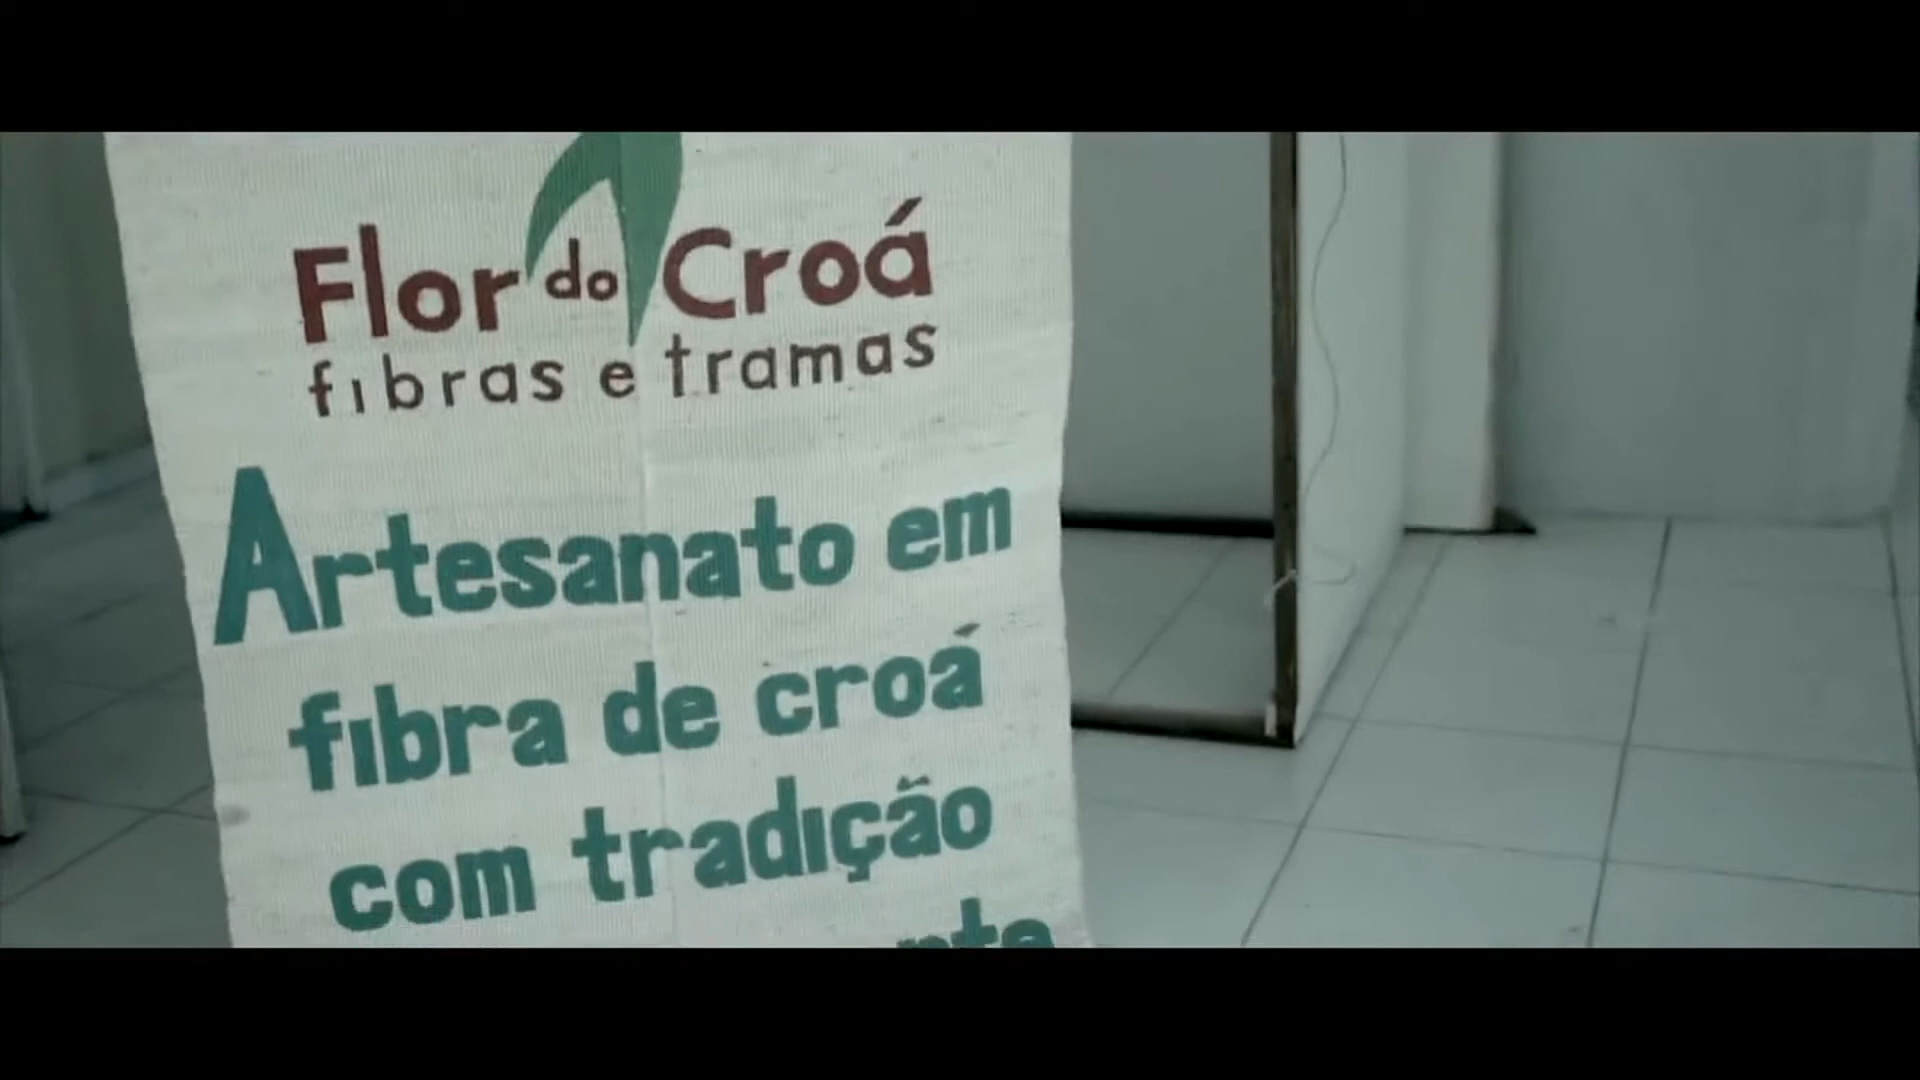 Flor do Croá
fibras e tramas
Artesanato em
fibra de croá
com tradição